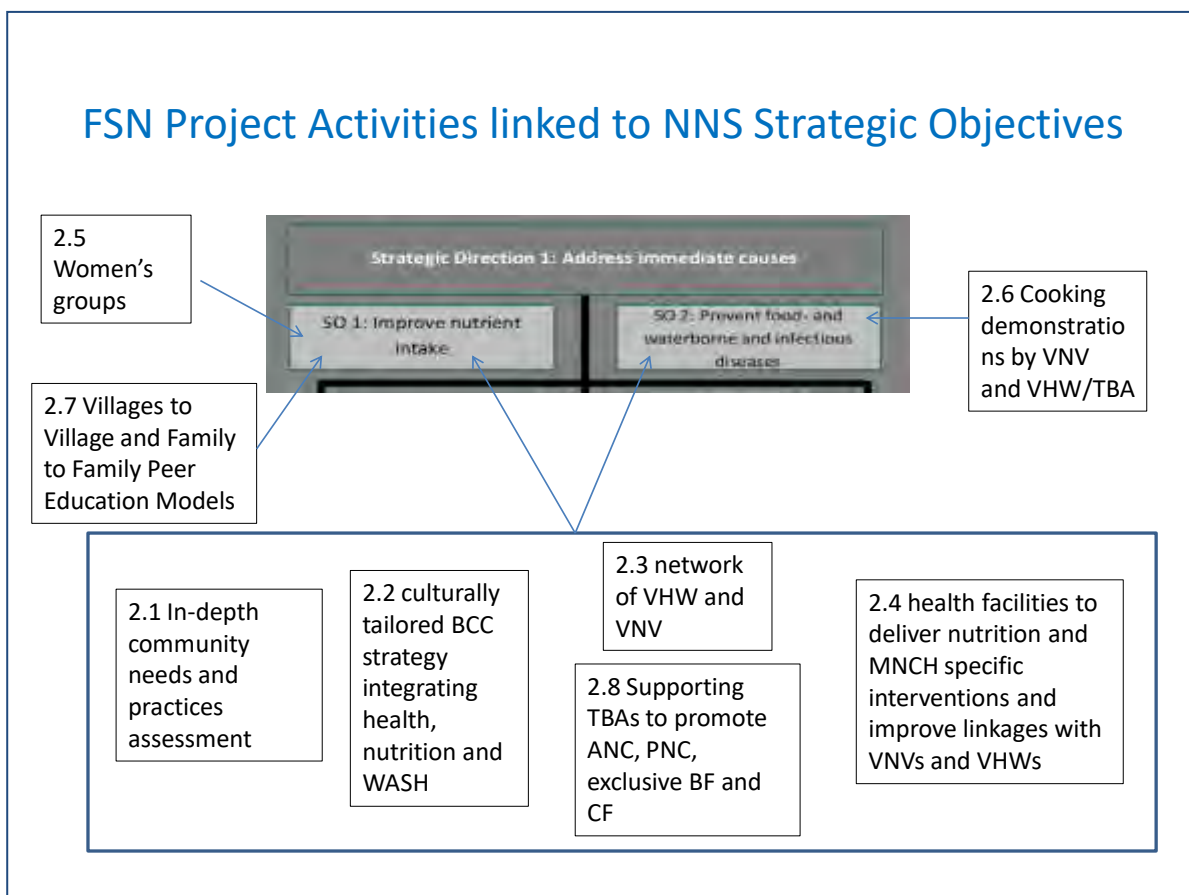 FSN Project Activities linked to NNS Strategic Objectives
2.5
Women’s
groups
Strategic Direction 1: Address immediate causes
SO 1: Improve nutrient
intake
SO 2: Prevent food- and
waterborne and infectious
diseases
2.6 Cooking
demonstratio
ns by VNV
and VHW/TBA
2.7 Villages to
Village and Family
to Family Peer
Education Models
2.1 In-depth
community
needs and
practices
assessment
2.2 culturally
tailored BCC
strategy
integrating
health,
nutrition and
WASH
2.3 network
of VHW and
VNV
2.8 Supporting
TBAs to promote
ANC, PNC,
exclusive BF and
CF
2.4 health facilities to
deliver nutrition and
MNCH specific
interventions and
improve linkages with
VNVs and VHWs